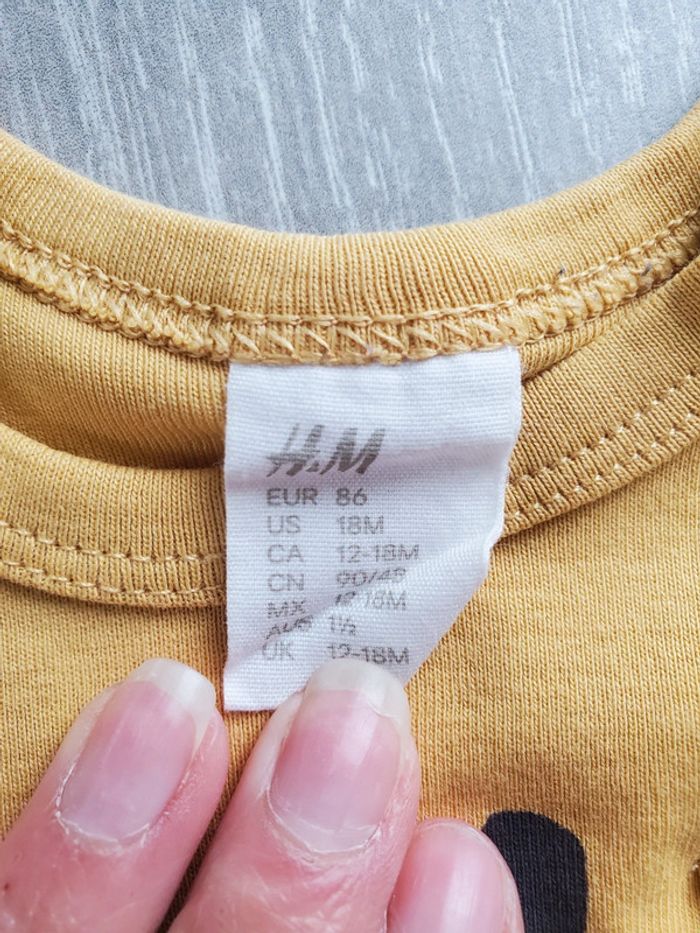 H&M
EUR 86
US 18M
CA 12-18M
CN 90/48
MX 12-18M
AUS 1½
UK 12-18M